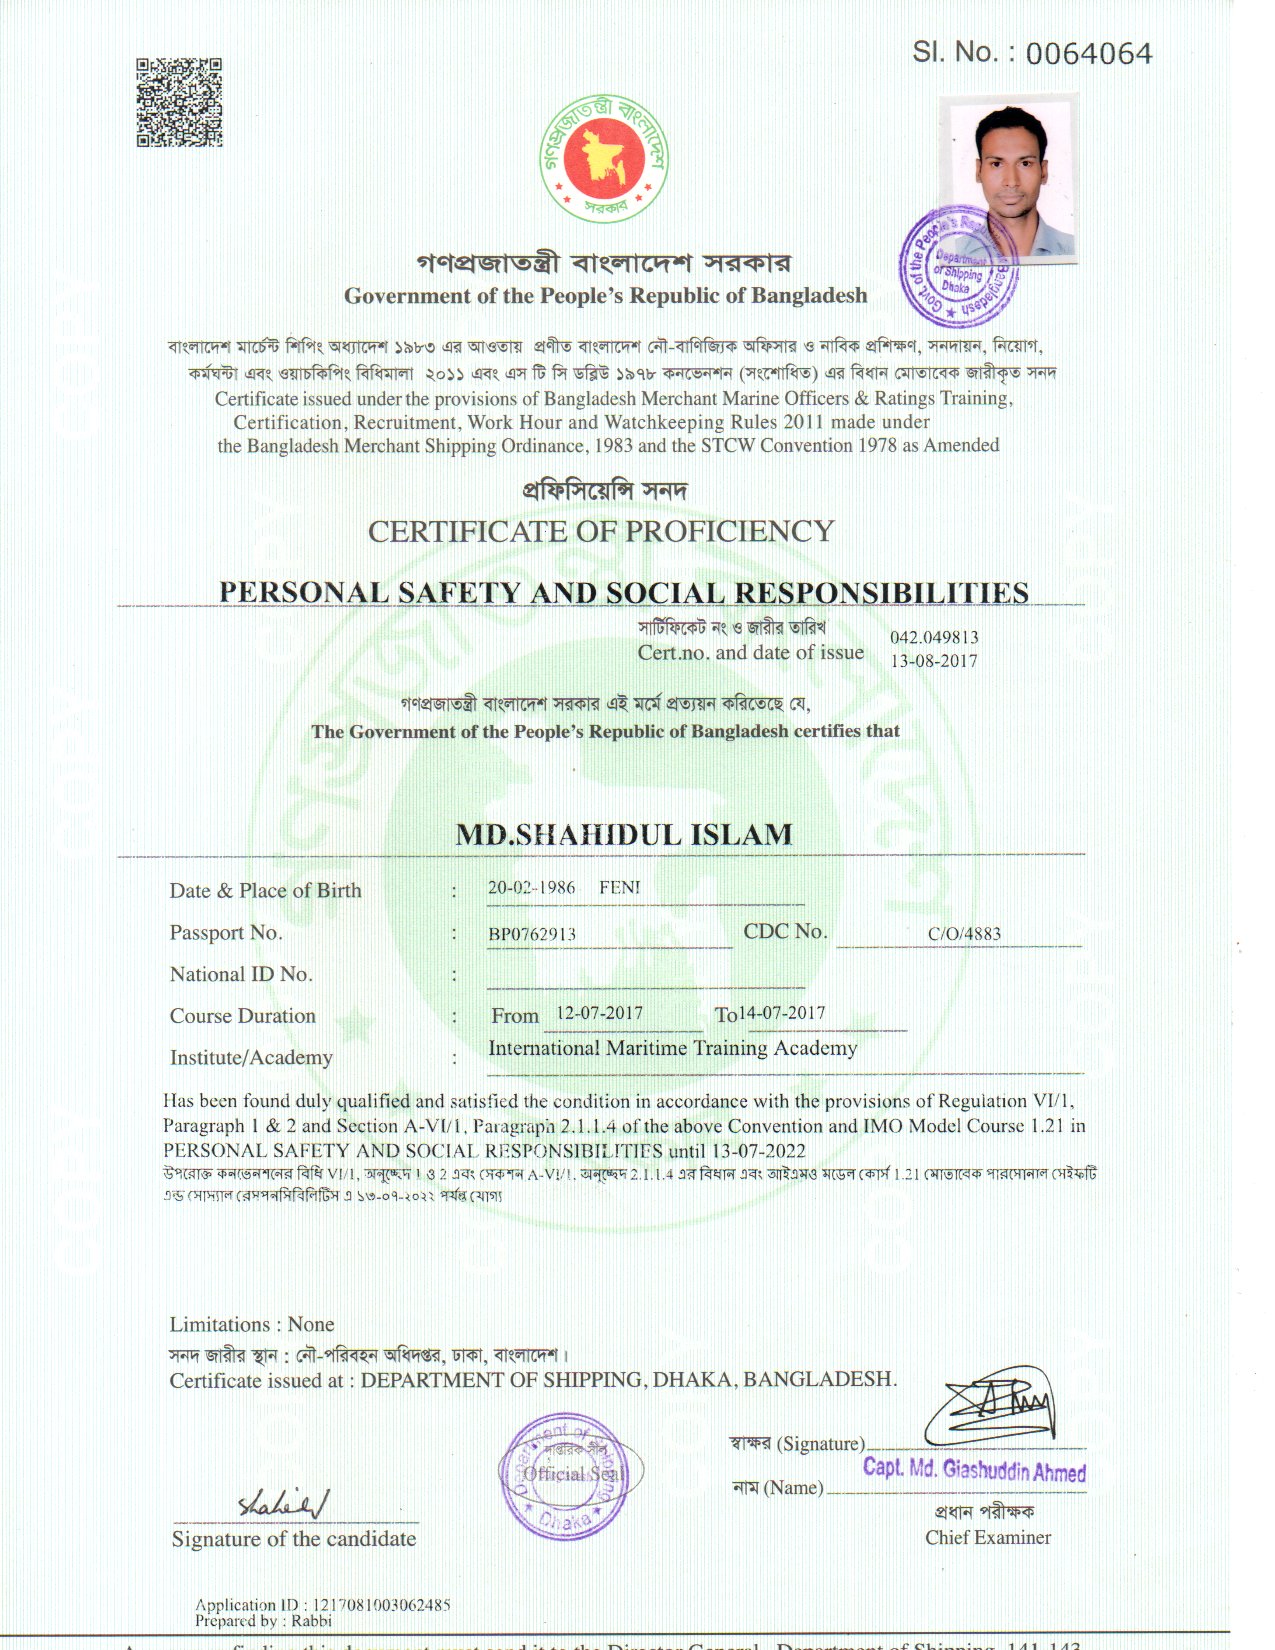 Sl. No. : 0064064
গণপ্রজাতন্ত্রী বাংলাদেশ
সরকার
Govt. of the People's Republic Bangladesh
Department
of Shipping
Dhaka
গণপ্রজাতন্ত্রী বাংলাদেশ সরকার
Government of the People's Republic of Bangladesh
বাংলাদেশ মার্চেন্ট শিপিং অধ্যাদেশ ১৯৮৩ এর আওতায় প্রণীত বাংলাদেশ নৌ-বাণিজ্যিক অফিসার ও নাবিক প্রশিক্ষণ, সনদায়ন, নিয়োগ,
কর্মঘন্টা এবং ওয়াচকিপিং বিধিমালা ২০১১ এবং এস টি সি ডব্লিউ ১৯৭৮ কনভেনশন (সংশোধিত) এর বিধান মোতাবেক জারীকৃত সনদ
Certificate issued under the provisions of Bangladesh Merchant Marine Officers & Ratings Training,
Certification, Recruitment, Work Hour and Watchkeeping Rules 2011 made under
the Bangladesh Merchant Shipping Ordinance, 1983 and the STCW Convention 1978 as Amended
প্রফিসিয়েন্সি সনদ
CERTIFICATE OF PROFICIENCY
PERSONAL SAFETY AND SOCIAL RESPONSIBILITIES
সার্টিফিকেট নং ও জারীর তারিখ 042.049813
Cert.no. and date of issue 13-08-2017
গণপ্রজাতন্ত্রী বাংলাদেশ সরকার এই মর্মে প্রত্যয়ন করিতেছে যে,
The Government of the People's Republic of Bangladesh certifies that
MD.SHAHIDUL ISLAM
Date & Place of Birth : 20-02-1986 FENI
Passport No. : BP0762913 CDC No. C/O/4883
National ID No. :
Course Duration : From 12-07-2017 To14-07-2017
Institute/Academy : International Maritime Training Academy
Has been found duly qualified and satisfied the condition in accordance with the provisions of Regulation VI/1,
Paragraph 1 & 2 and Section A-VI/1, Paragraph 2.1.1.4 of the above Convention and IMO Model Course 1.21 in
PERSONAL SAFETY AND SOCIAL RESPONSIBILITIES until 13-07-2022
উপরোক্ত কনভেনশনের বিধি VI/1, অনুচ্ছেদ 1 ও 2 এবং সেকশন A-VI/1, অনুচ্ছেদ 2.1.1.4 এর বিধান এবং আইএমও মডেল কোর্স 1.21 মোতাবেক পারসোনাল সেইফটি
এন্ড সোস্যাল রেসপনসিবিলিটিস এ ১৩-০৭-২০২২ পর্যন্ত যোগ্য
Limitations : None
সনদ জারীর স্থান : নৌ-পরিবহন অধিদপ্তর, ঢাকা, বাংলাদেশ।
Certificate issued at : DEPARTMENT OF SHIPPING, DHAKA, BANGLADESH.
Department of Shipping
Official Seal
Dhaka
স্বাক্ষর (Signature)
Capt. Md. Giashuddin Ahmed
নাম (Name)
প্রধান পরীক্ষক
Chief Examiner
Shahid
Signature of the candidate
Application ID : 1217081003062485
Prepared by : Rabbi